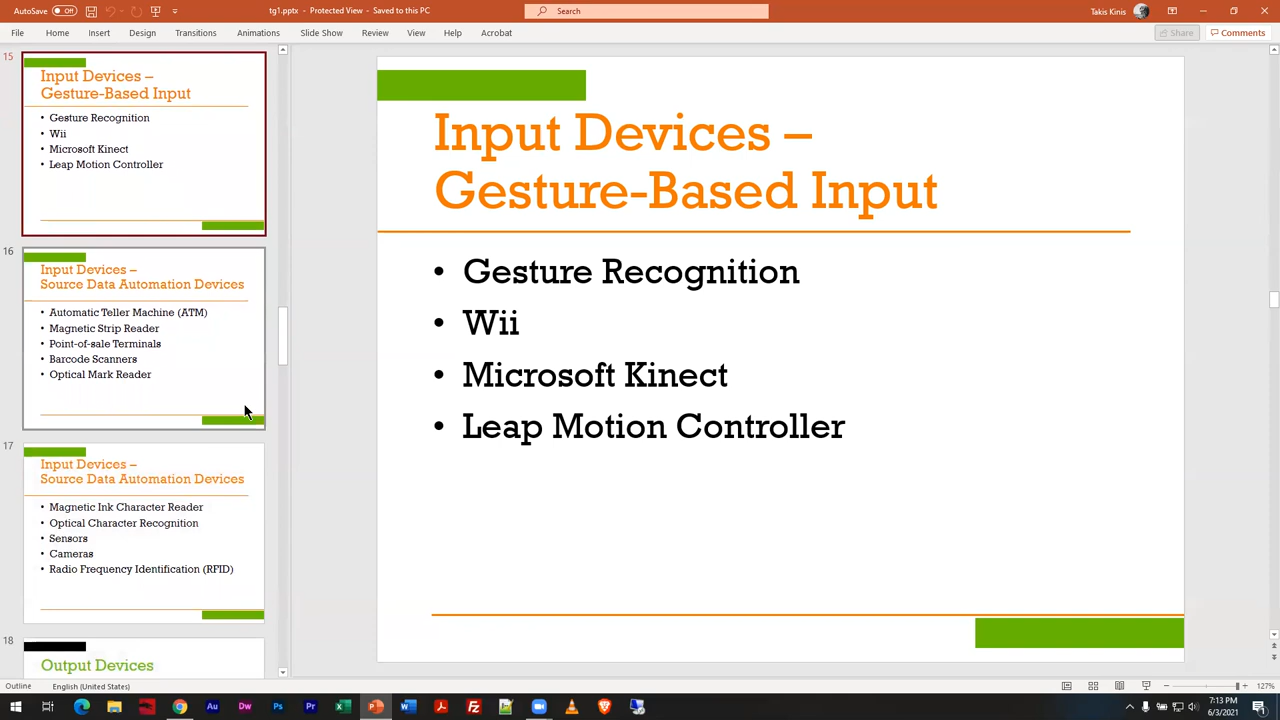 AutoSave Off
tg1.pptx - Protected View - Saved to this PC
Search
Takis Kinis
File Home Insert Design Transitions Animations Slide Show Review View Help Acrobat
Share Comments
15
Input Devices –
Gesture-Based Input
• Gesture Recognition
• Wii
• Microsoft Kinect
• Leap Motion Controller
16
Input Devices –
Source Data Automation Devices
• Automatic Teller Machine (ATM)
• Magnetic Strip Reader
• Point-of-sale Terminals
• Barcode Scanners
• Optical Mark Reader
17
Input Devices –
Source Data Automation Devices
• Magnetic Ink Character Reader
• Optical Character Recognition
• Sensors
• Cameras
• Radio Frequency Identification (RFID)
18
Output Devices
Input Devices –
Gesture-Based Input
• Gesture Recognition
• Wii
• Microsoft Kinect
• Leap Motion Controller
Outline English (United States)
127%
Au Dw Ps Pr
7:13 PM
6/3/2021